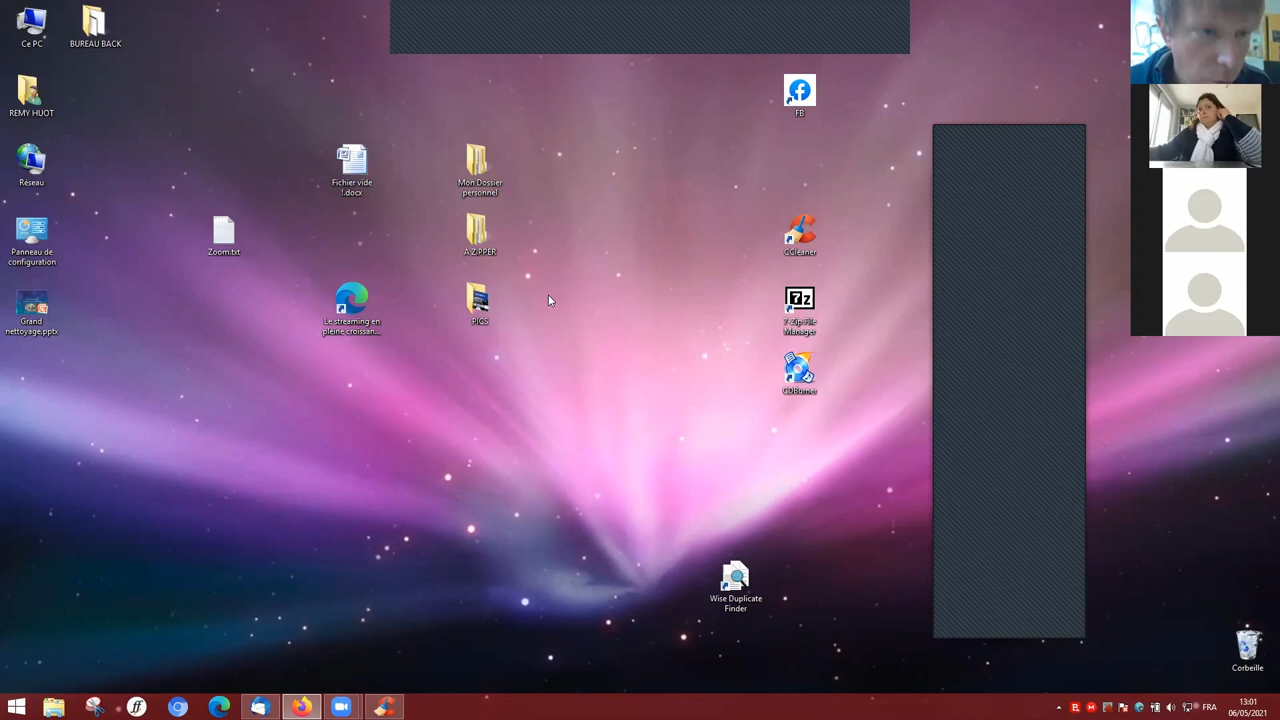 Ce PC
BUREAU BACK
REMY HUOT
FB
Réseau
Fichier vide
!.docx
Mon Dossier
personnel
Panneau de
configuration
Zoom.txt
A ZIPPER
CCleaner
Grand
nettoyage.pptx
Le streaming en
pleine croissan...
PICS
7z
7-Zip File
Manager
CDBurner
Wise Duplicate
Finder
Corbeille
ff
FRA
13:01
06/05/2021